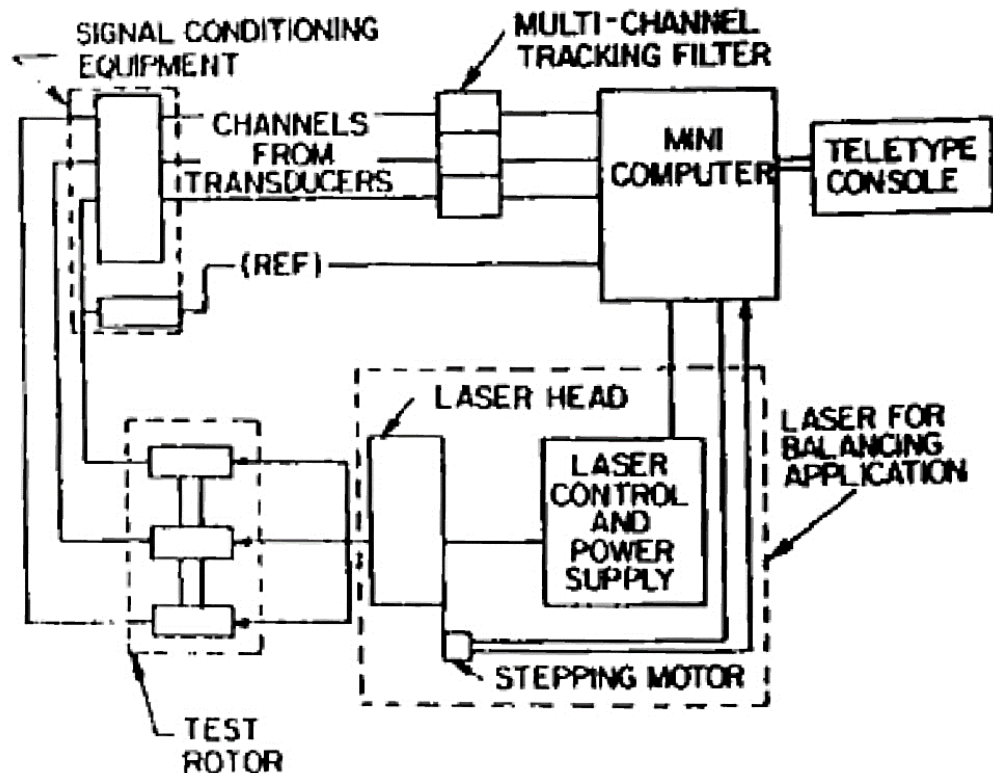 SIGNAL CONDITIONING
EQUIPMENT
MULTI-CHANNEL
TRACKING FILTER
CHANNELS
FROM
TRANSDUCERS
MINI
COMPUTER
TELETYPE
CONSOLE
(REF)
LASER HEAD
LASER FOR
BALANCING
APPLICATION
LASER
CONTROL
AND
POWER
SUPPLY
STEPPING MOTOR
TEST
ROTOR